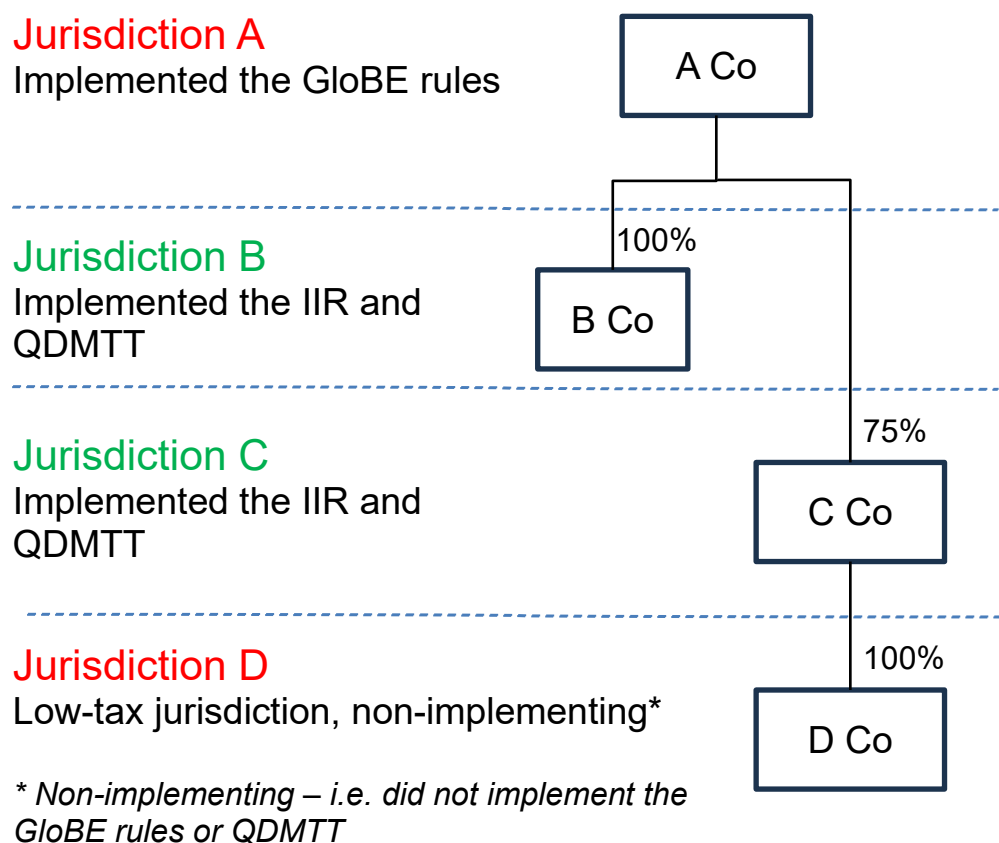 Jurisdiction A
Implemented the GloBE rules
A Co
100%
Jurisdiction B
Implemented the IIR and
QDMTT
B Co
75%
Jurisdiction C
Implemented the IIR and
QDMTT
C Co
100%
Jurisdiction D
Low-tax jurisdiction, non-implementing*
D Co
* Non-implementing – i.e. did not implement the
GloBE rules or QDMTT